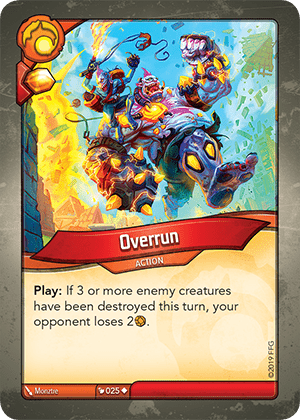 Overrun
ACTION
Play: If 3 or more enemy creatures
have been destroyed this turn, your
opponent loses 2.
©2019 FFG
Monztre
025